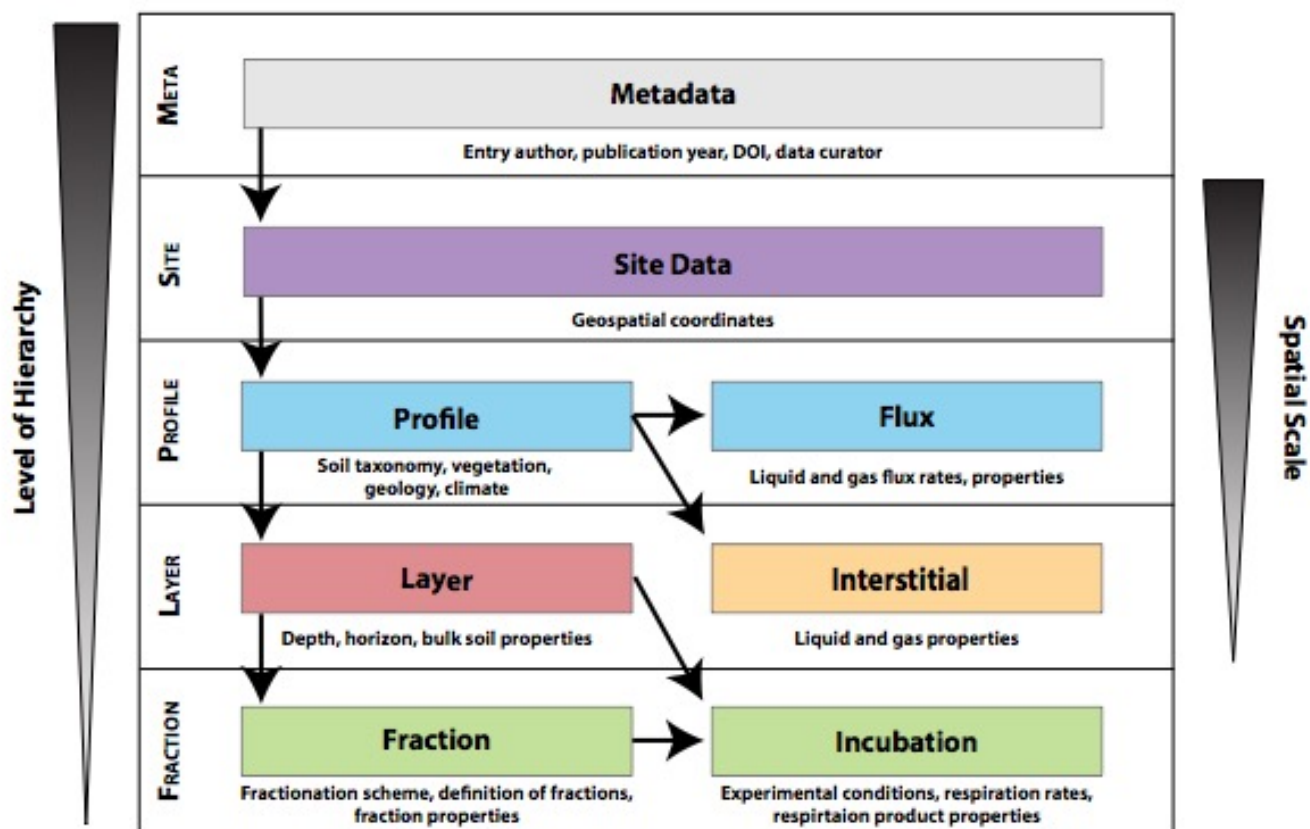 META
Metadata
Entry author, publication year, DOI, data curator
SITE
Site Data
Geospatial coordinates
Level of Hierarchy
Spatial Scale
PROFILE
Profile
Flux
Soil taxonomy, vegetation,
geology, climate
Liquid and gas flux rates, properties
LAYER
Layer
Interstitial
Depth, horizon, bulk soil properties
Liquid and gas properties
FRACTION
Fraction
Incubation
Fractionation scheme, definition of fractions,
fraction properties
Experimental conditions, respiration rates,
respirtaion product properties